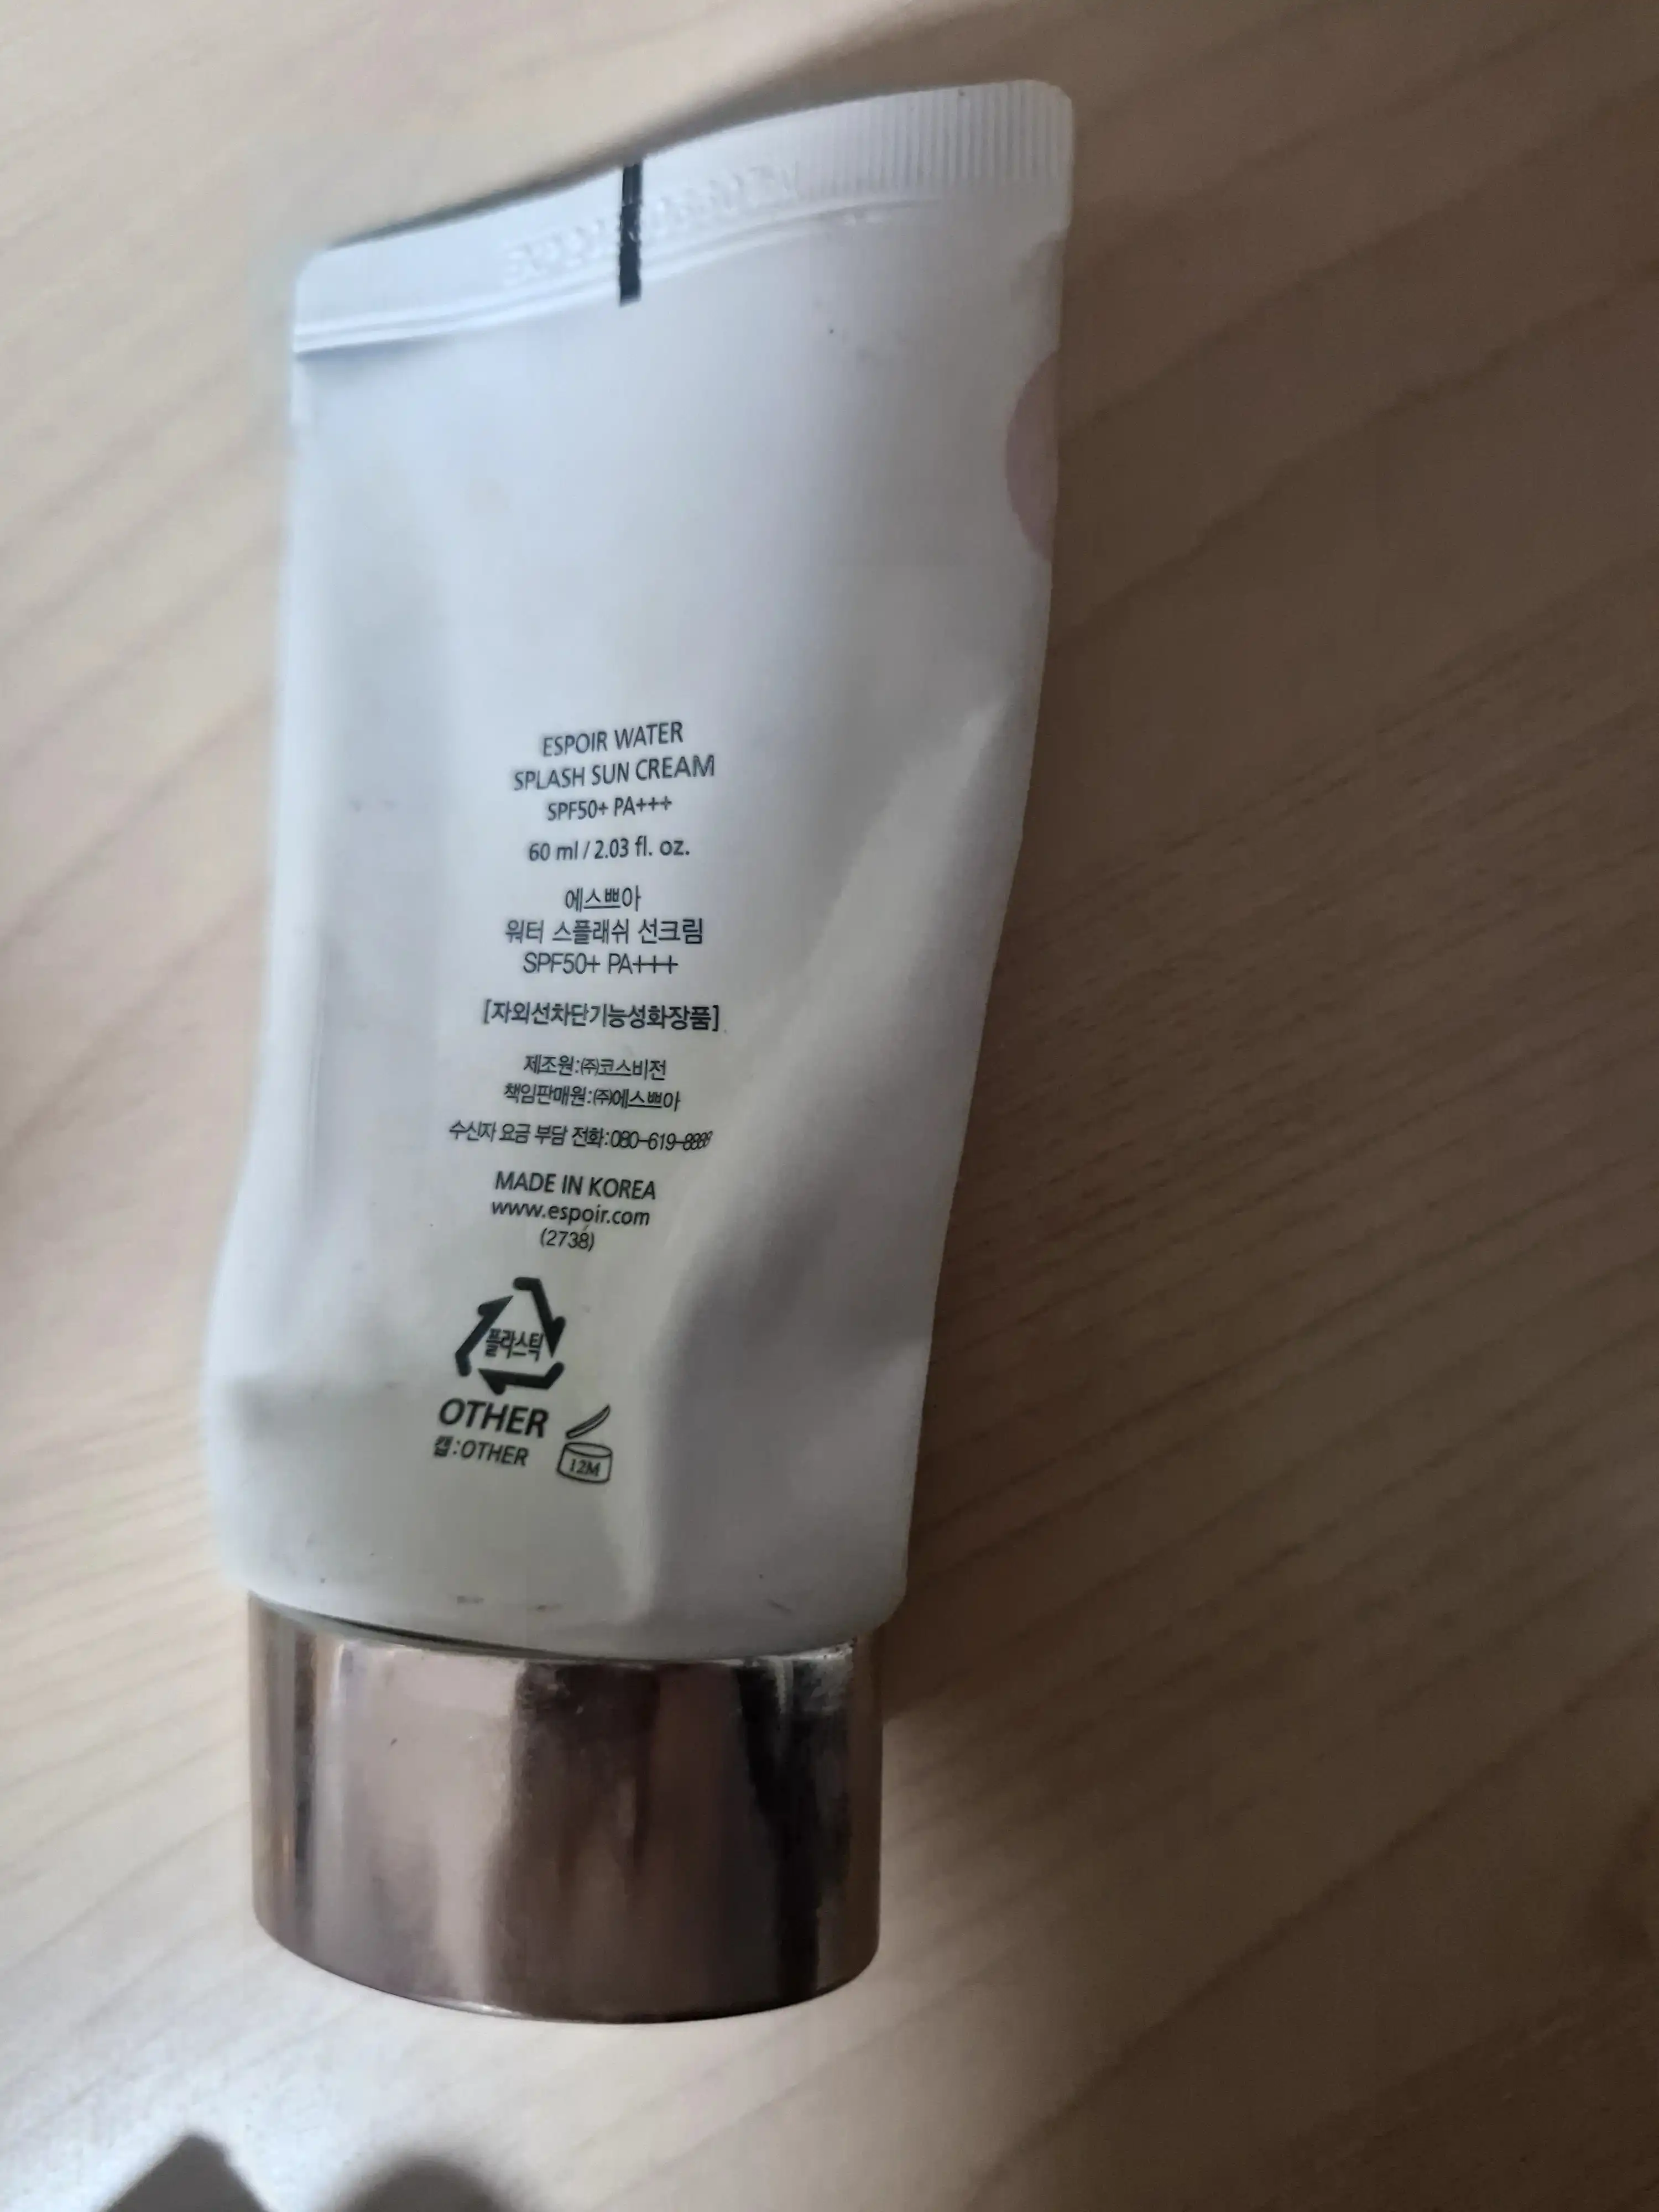 ESPOIR WATER
SPLASH SUN CREAM
SPF50+ PA+++
60 ml / 2.03 fl. oz.
에스쁘아
워터 스플래쉬 선크림
SPF50+ PA+++
[자외선차단기능성화장품]
제조원:㈜코스비전
책임판매원:㈜에스쁘아
수신자 요금 부담 전화:080-619-8888
MADE IN KOREA
www.espoir.com
(2738)
플라스틱
OTHER
캡:OTHER
12M